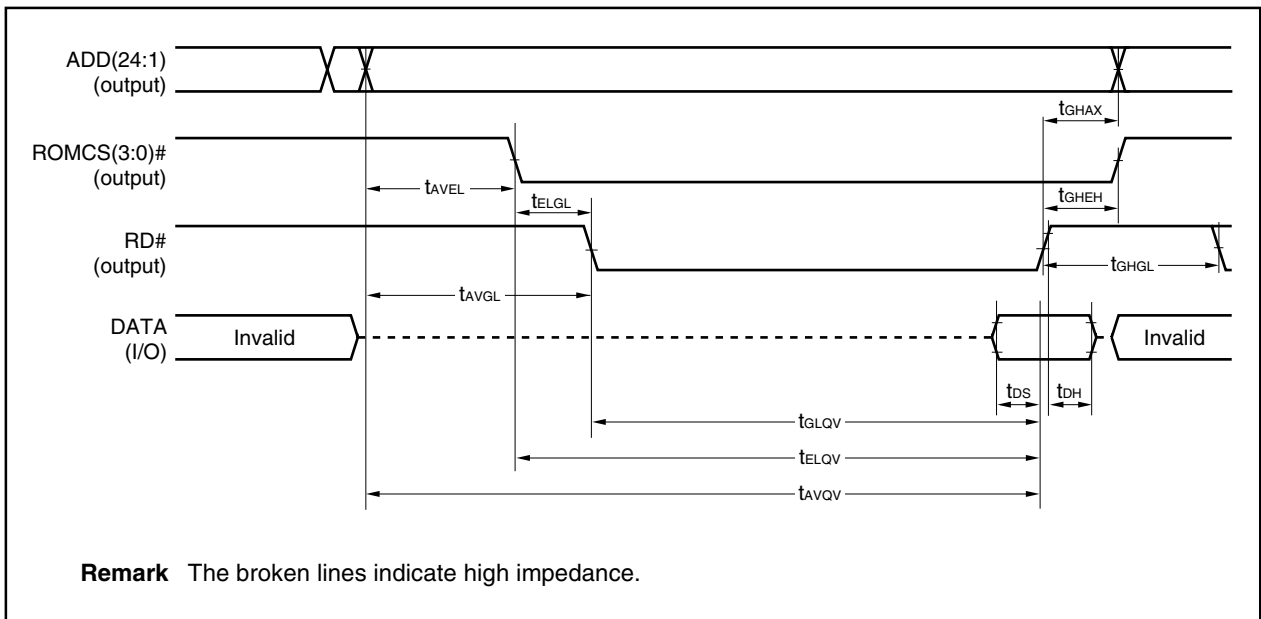 ADD(24:1)
(output)
tGHAX
ROMCS(3:0)#
(output)
tAVEL
tELGL
tGHEH
RD#
(output)
tGHGL
tAVGL
DATA
(I/O)
Invalid
Invalid
tDS
tDH
tGLQV
tELQV
tAVQV
Remark The broken lines indicate high impedance.